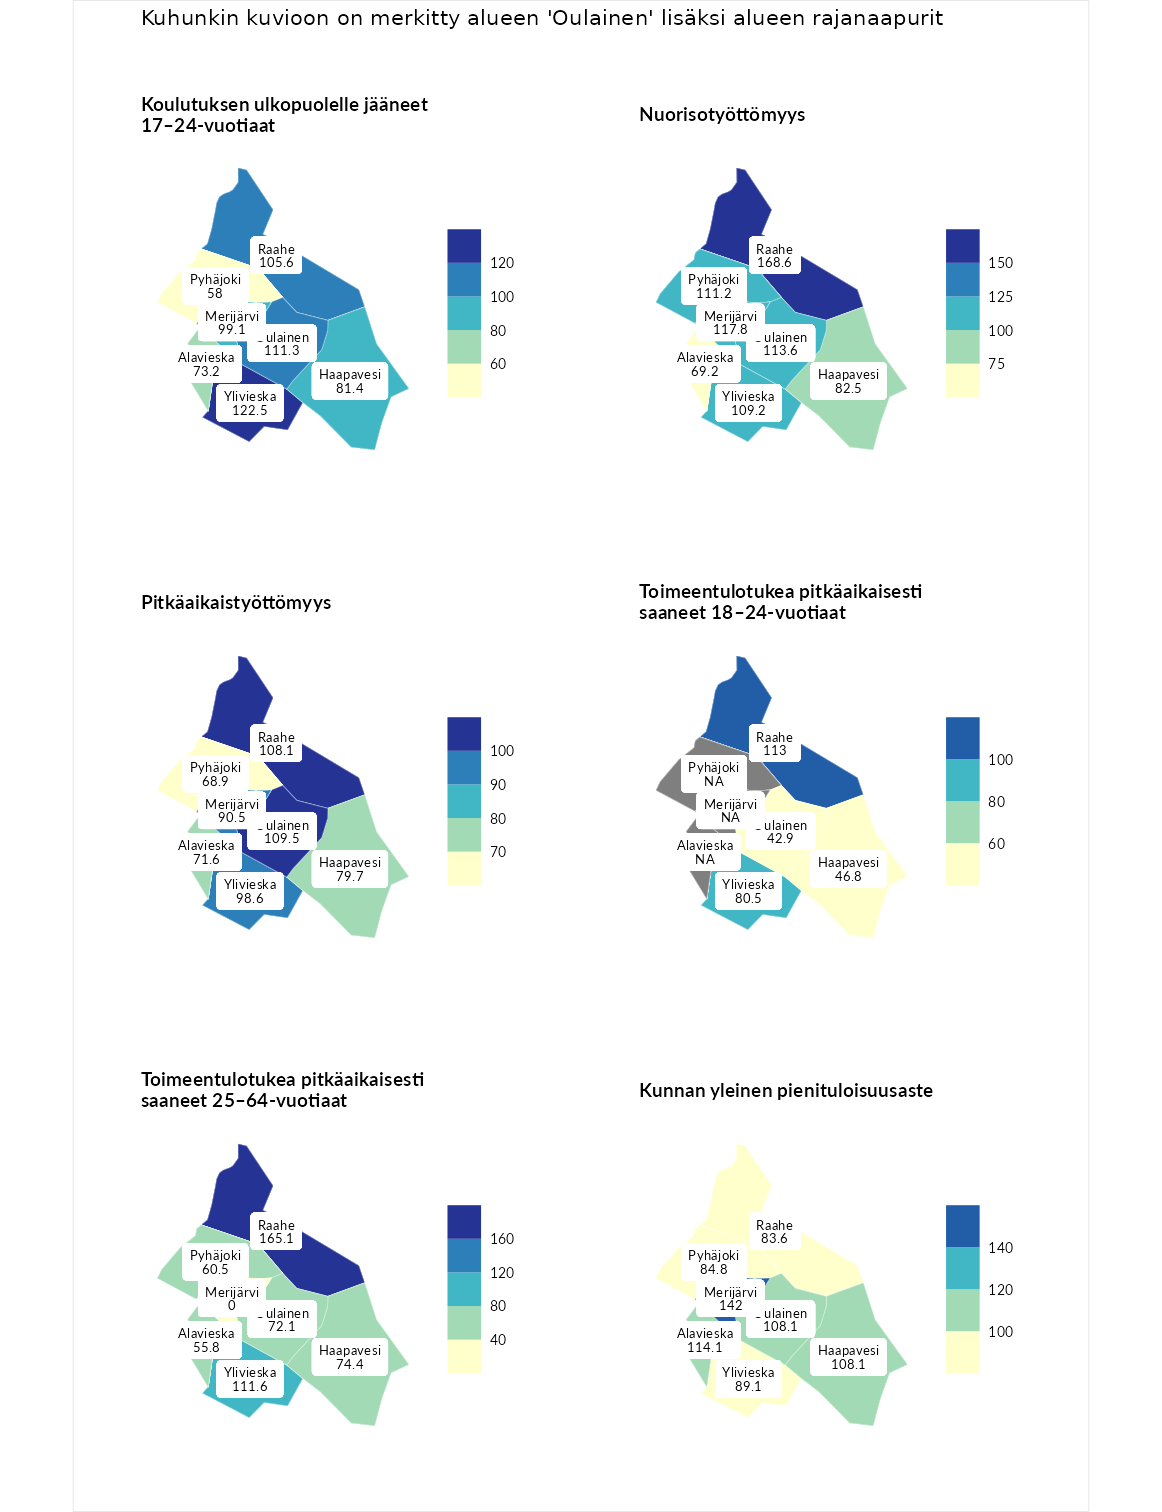 Kuhunkin kuvioon on merkitty alueen 'Oulainen' lisäksi alueen rajanaapurit
Koulutuksen ulkopuolelle jääneet
17–24-vuotiaat
Raahe
105.6
Pyhäjoki
58
Merijärvi
99.1
Oulainen
111.3
Alavieska
73.2
Haapavesi
81.4
Ylivieska
122.5
120
100
80
60
Nuorisotyöttömyys
Raahe
168.6
Pyhäjoki
111.2
Merijärvi
117.8
Oulainen
113.6
Alavieska
69.2
Haapavesi
82.5
Ylivieska
109.2
150
125
100
75
Pitkäaikaistyöttömyys
Raahe
108.1
Pyhäjoki
68.9
Merijärvi
90.5
Oulainen
109.5
Alavieska
71.6
Haapavesi
79.7
Ylivieska
98.6
100
90
80
70
Toimeentulotukea pitkäaikaisesti
saaneet 18–24-vuotiaat
Raahe
113
Pyhäjoki
NA
Merijärvi
NA
Oulainen
42.9
Alavieska
NA
Haapavesi
46.8
Ylivieska
80.5
100
80
60
Toimeentulotukea pitkäaikaisesti
saaneet 25–64-vuotiaat
Raahe
165.1
Pyhäjoki
60.5
Merijärvi
0
Oulainen
72.1
Alavieska
55.8
Haapavesi
74.4
Ylivieska
111.6
160
120
80
40
Kunnan yleinen pienituloisuusaste
Raahe
83.6
Pyhäjoki
84.8
Merijärvi
142
Oulainen
108.1
Alavieska
114.1
Haapavesi
108.1
Ylivieska
89.1
140
120
100